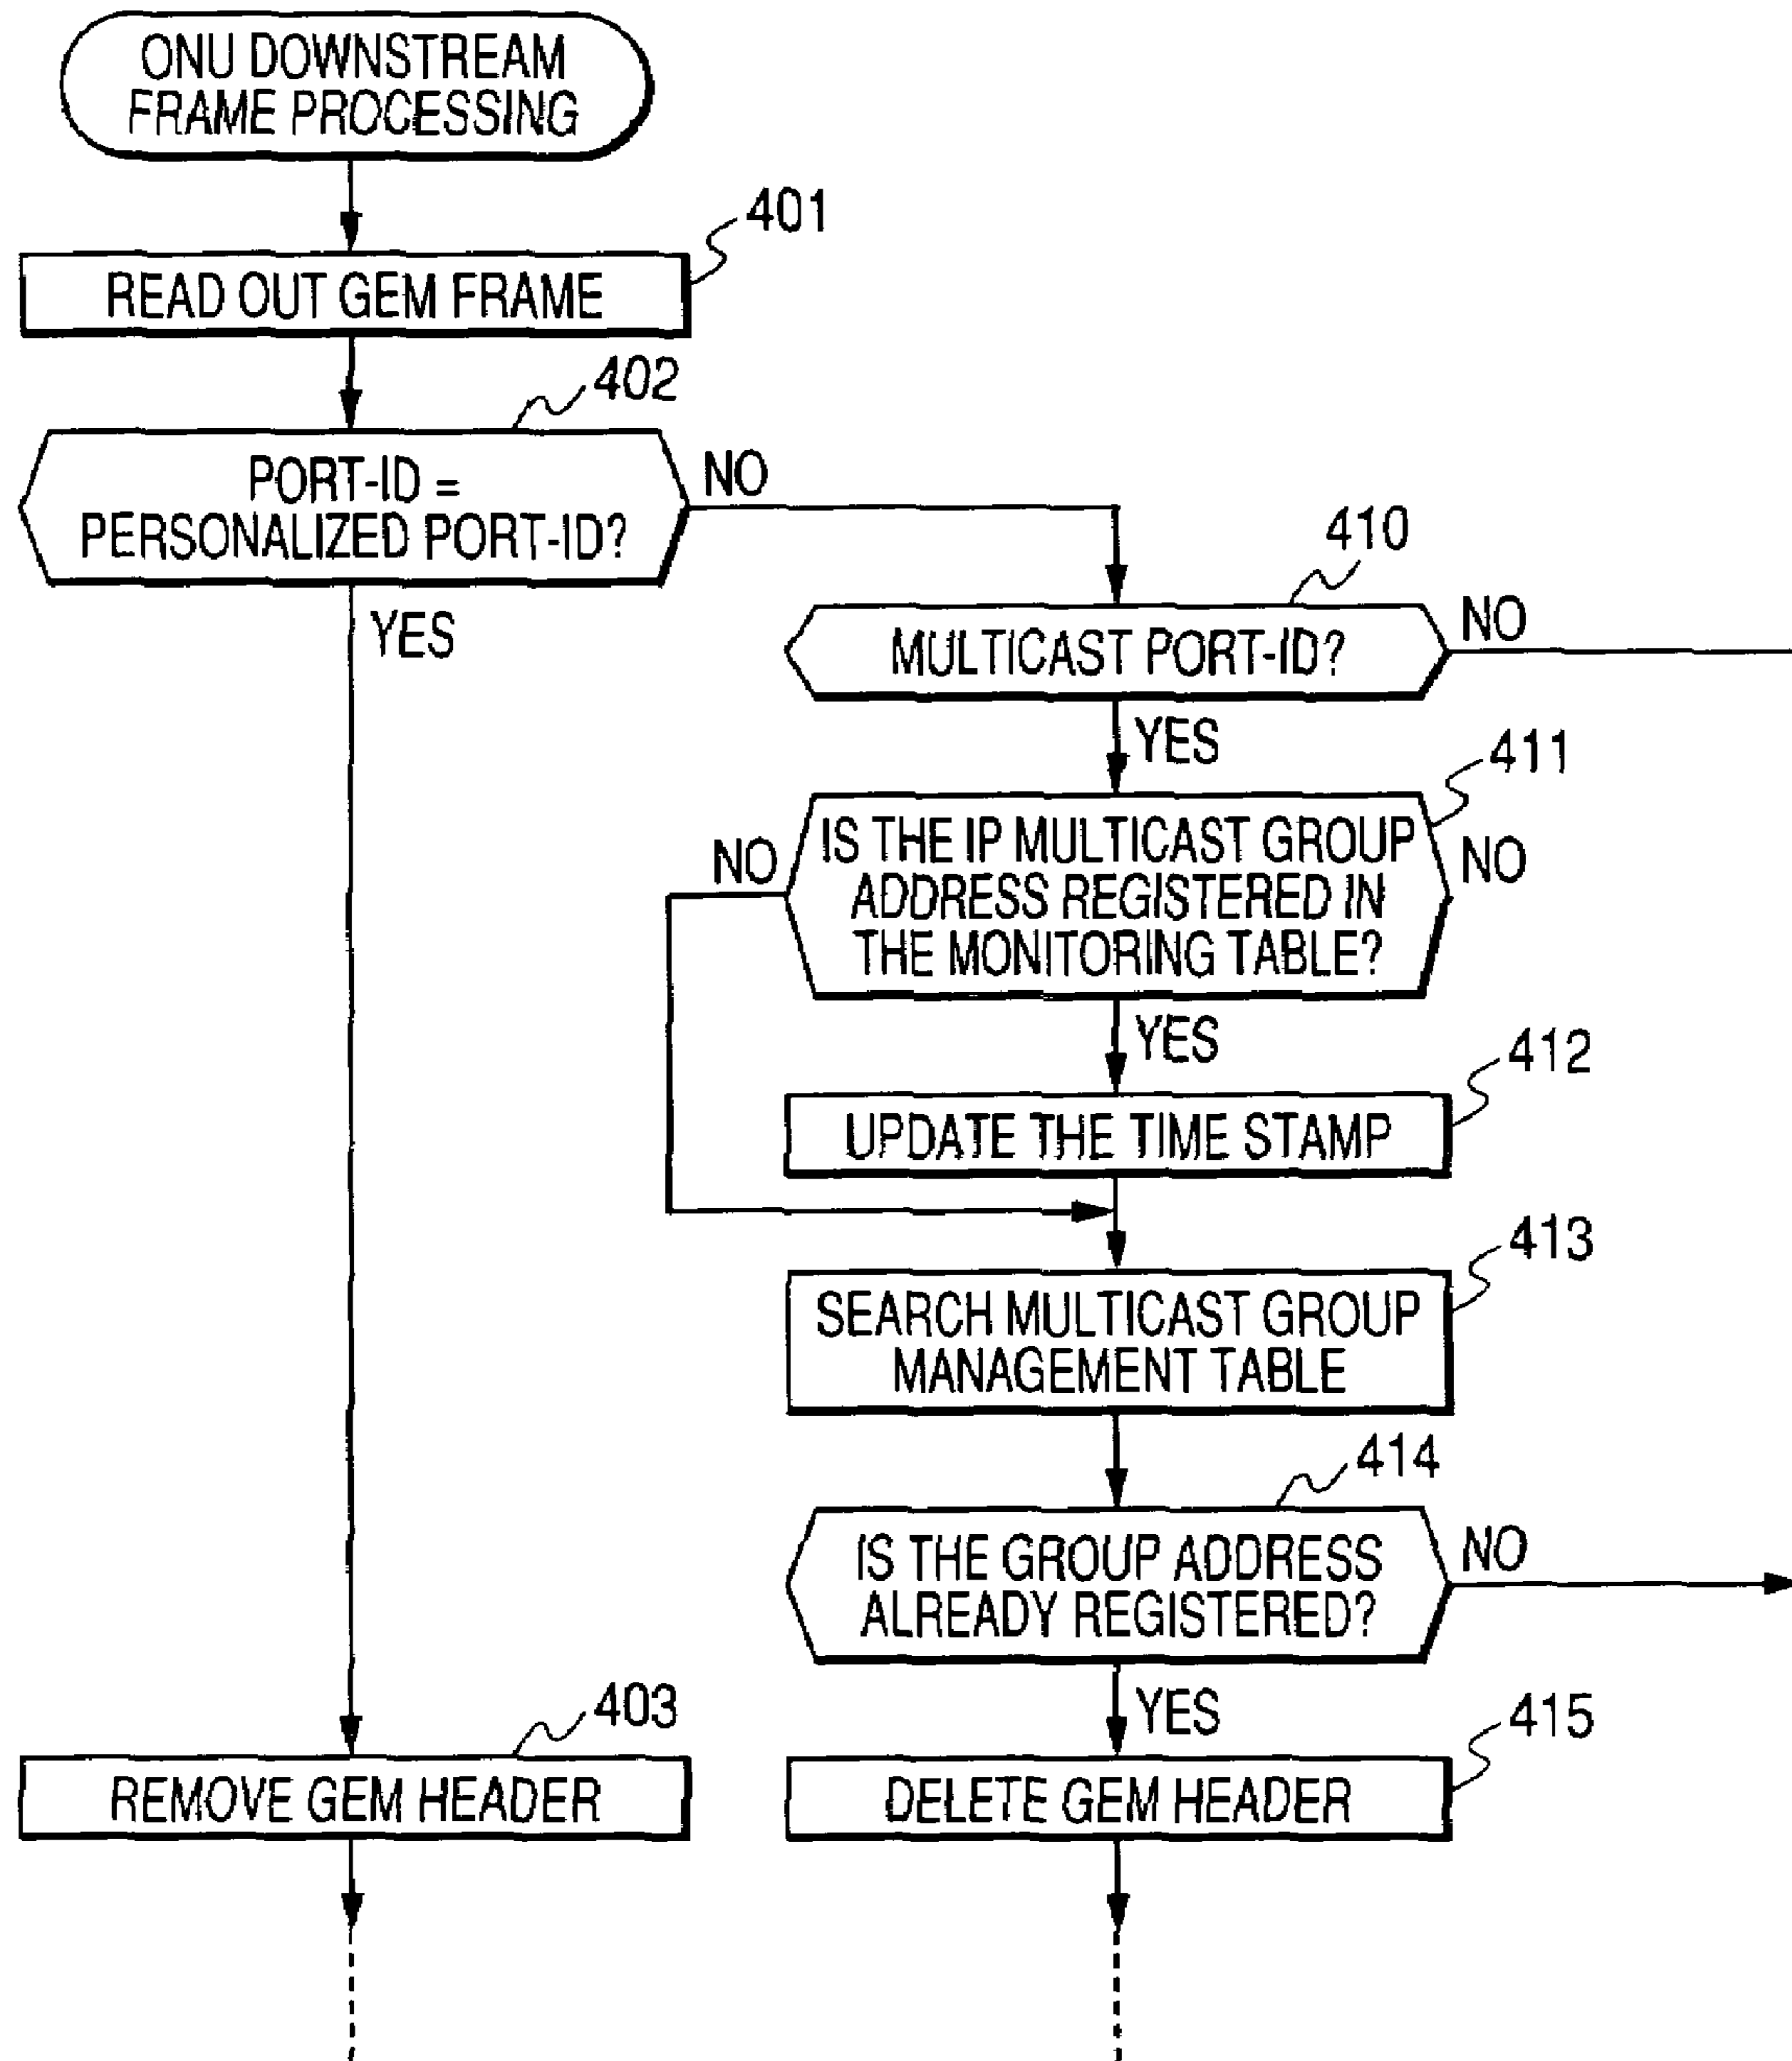 ONU DOWNSTREAM
FRAME PROCESSING
401
READ OUT GEM FRAME
402
PORT-ID =
PERSONALIZED PORT-ID?
NO
YES
410
MULTICAST PORT-ID?
NO
YES
411
IS THE IP MULTICAST GROUP
ADDRESS REGISTERED IN
THE MONITORING TABLE?
NO
NO
YES
412
UPDATE THE TIME STAMP
413
SEARCH MULTICAST GROUP
MANAGEMENT TABLE
414
IS THE GROUP ADDRESS
ALREADY REGISTERED?
NO
YES
403
REMOVE GEM HEADER
415
DELETE GEM HEADER